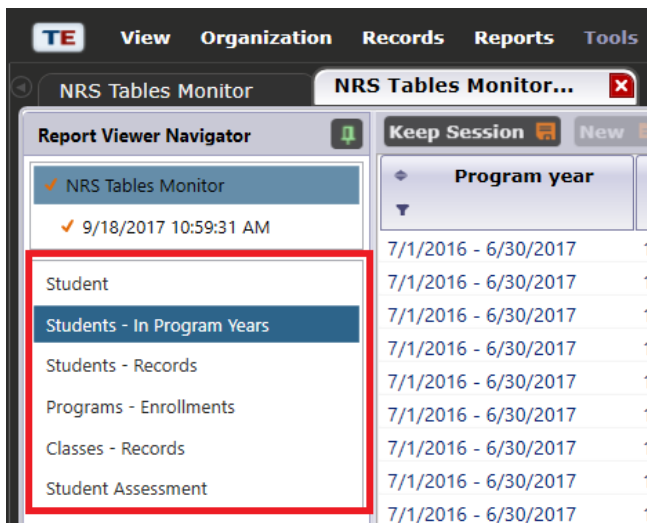 TE View Organization Records Reports Tools
NRS Tables Monitor
NRS Tables Monitor...
Report Viewer Navigator
NRS Tables Monitor
9/18/2017 10:59:31 AM
Student
Students - In Program Years
Students - Records
Programs - Enrollments
Classes - Records
Student Assessment
Keep Session New
Program year
7/1/2016 - 6/30/2017
7/1/2016 - 6/30/2017
7/1/2016 - 6/30/2017
7/1/2016 - 6/30/2017
7/1/2016 - 6/30/2017
7/1/2016 - 6/30/2017
7/1/2016 - 6/30/2017
7/1/2016 - 6/30/2017
7/1/2016 - 6/30/2017